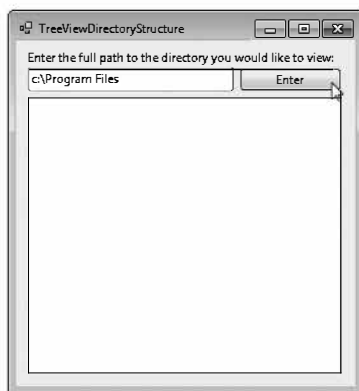 TreeViewDirectoryStructure
Enter the full path to the directory you would like to view:
c:\Program Files
Enter